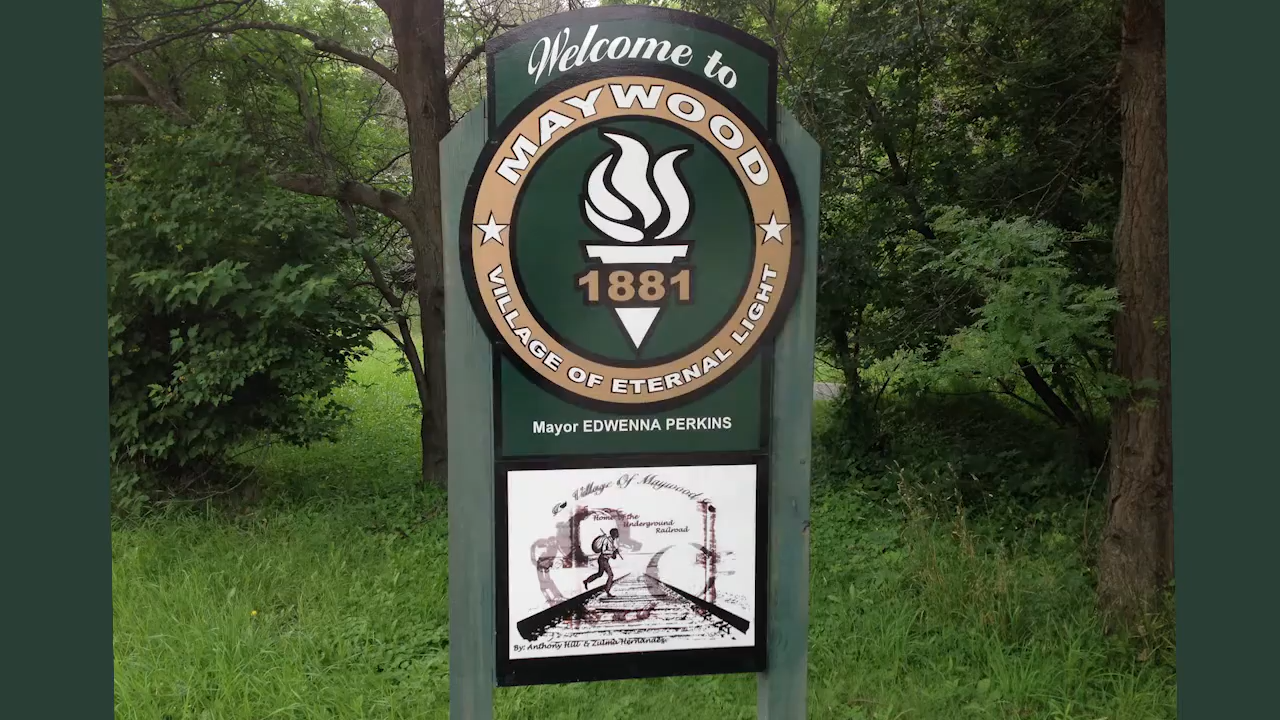 Welcome to
MAYWOOD
1881
VILLAGE OF ETERNAL LIGHT
Mayor EDWENNA PERKINS
Village Of Maywood
Home of the
Underground
Railroad
By: Anthony Hill & Zulma Hernandez